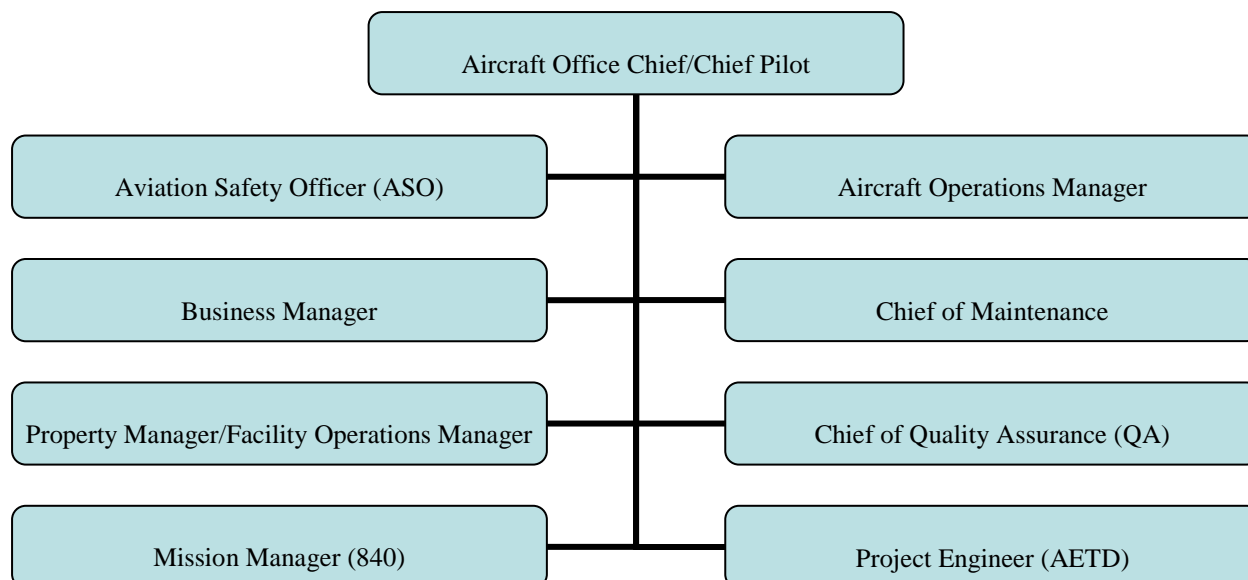 Aircraft Office Chief/Chief Pilot
Aviation Safety Officer (ASO)
Aircraft Operations Manager
Business Manager
Chief of Maintenance
Property Manager/Facility Operations Manager
Chief of Quality Assurance (QA)
Mission Manager (840)
Project Engineer (AETD)